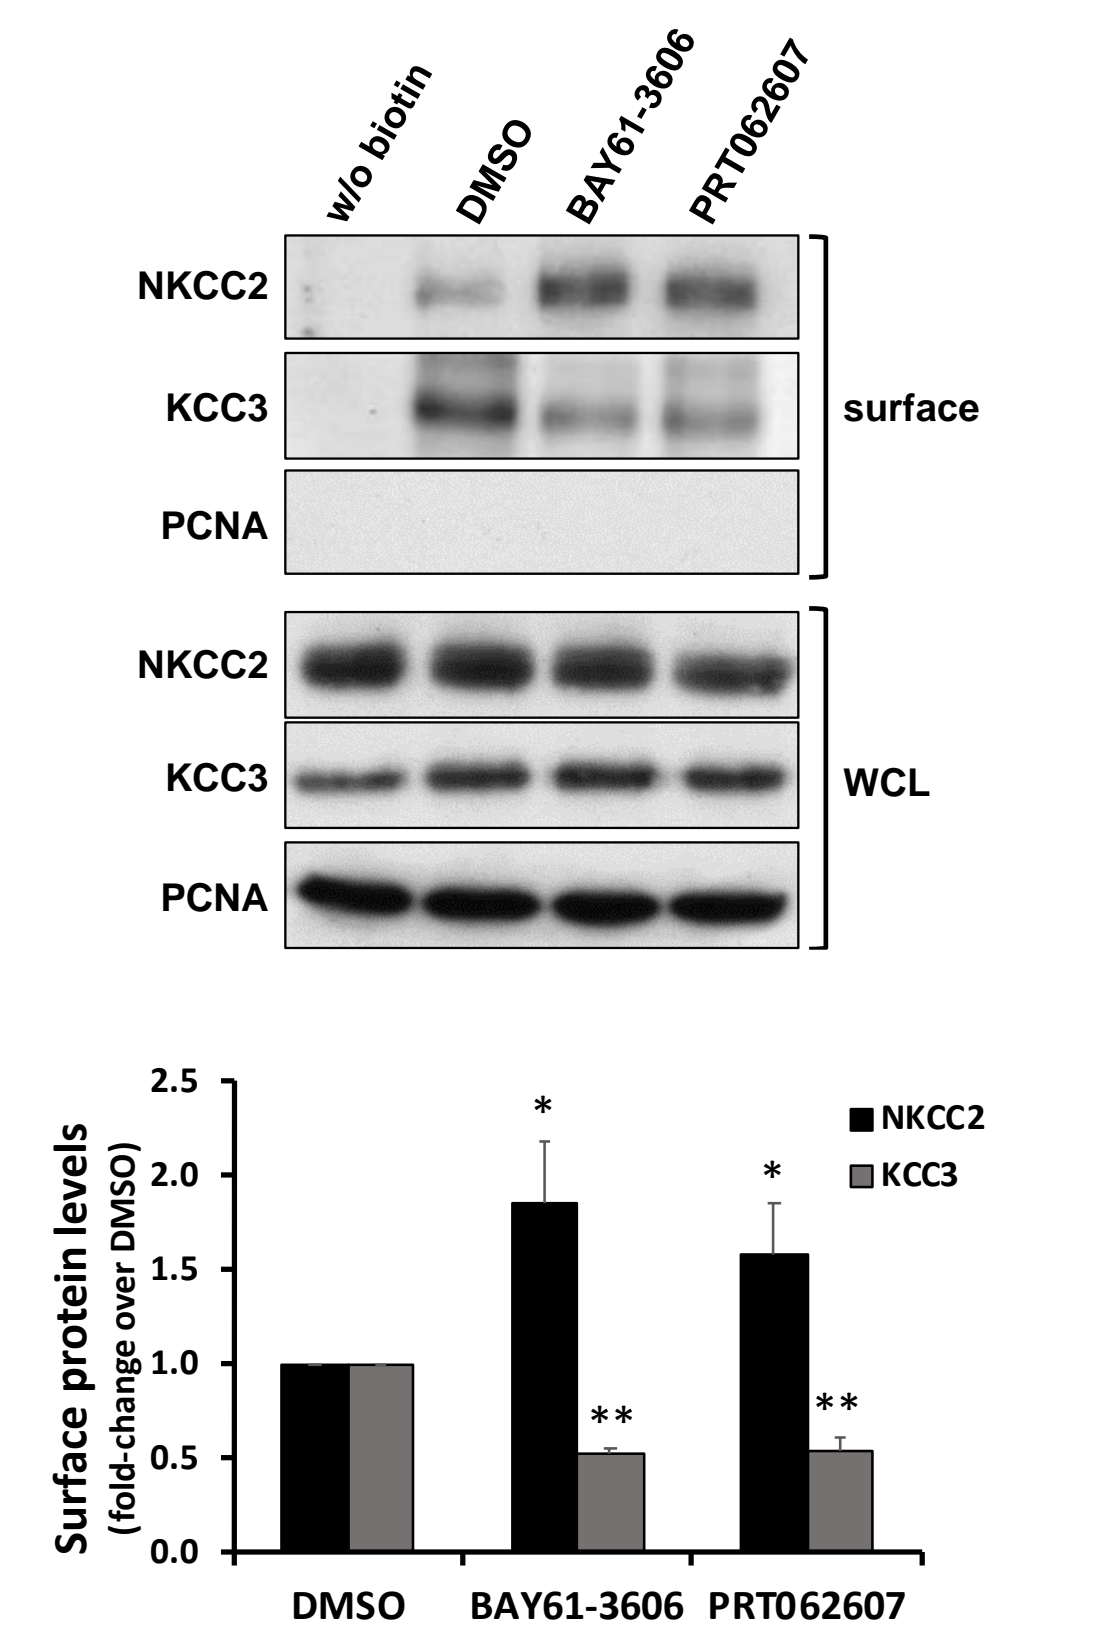 w/o biotin
DMSO
BAY61-3606
PRT062607
NKCC2
KCC3
surface
PCNA
NKCC2
KCC3
WCL
PCNA
Surface protein levels
(fold-change over DMSO)
2.5
2.0
1.5
1.0
0.5
0.0
*
**
*
**
NKCC2
KCC3
DMSO
BAY61-3606
PRT062607